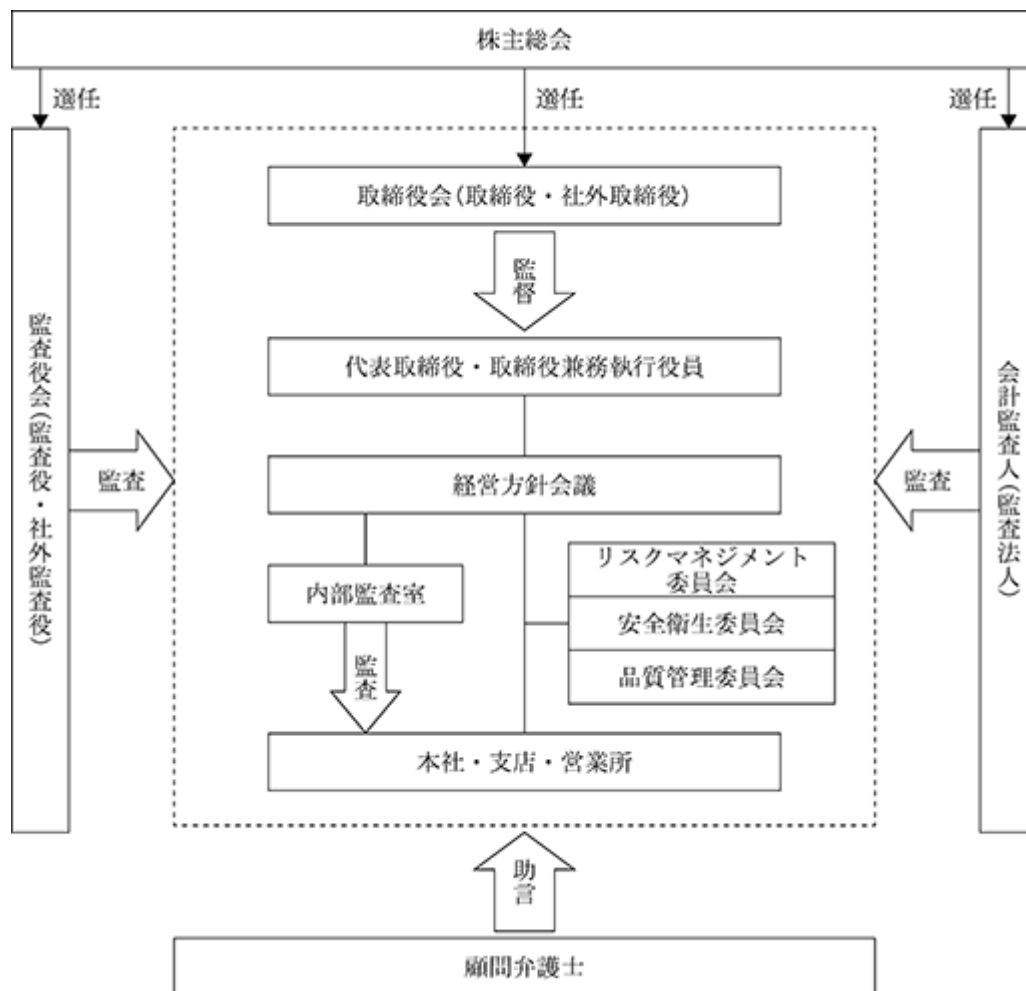 株主総会
選任
選任
選任
取締役会(取締役・社外取締役)
監督
代表取締役・取締役兼務執行役員
監査役会(監査役・社外監査役)
監査
経営方針会議
監査
会計監査人(監査法人)
内部監査室
リスクマネジメント
委員会
安全衛生委員会
品質管理委員会
監査
本社・支店・営業所
助言
顧問弁護士